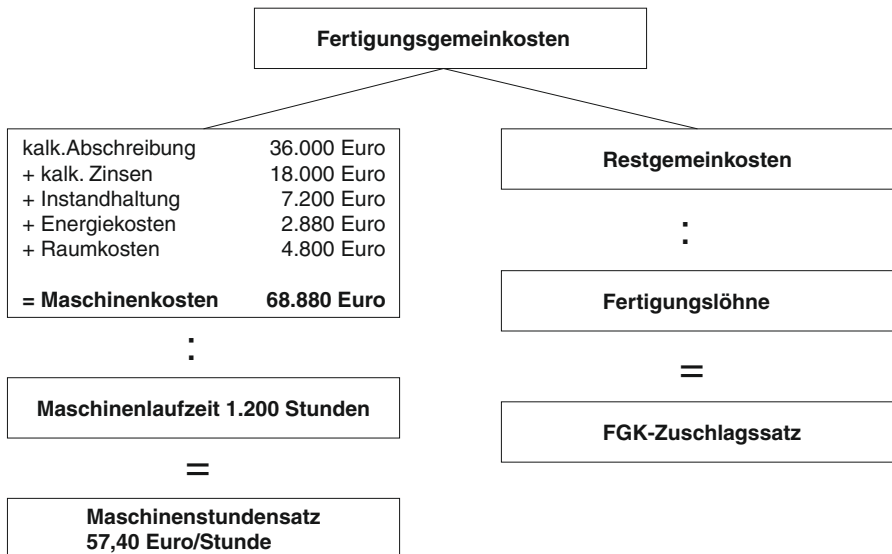 Fertigungsgemeinkosten
kalk.Abschreibung 36.000 Euro
+ kalk. Zinsen 18.000 Euro
+ Instandhaltung 7.200 Euro
+ Energiekosten 2.880 Euro
+ Raumkosten 4.800 Euro
= Maschinenkosten 68.880 Euro
:
Maschinenlaufzeit 1.200 Stunden
=
Maschinenstundensatz
57,40 Euro/Stunde
Restgemeinkosten
:
Fertigungslöhne
=
FGK-Zuschlagssatz